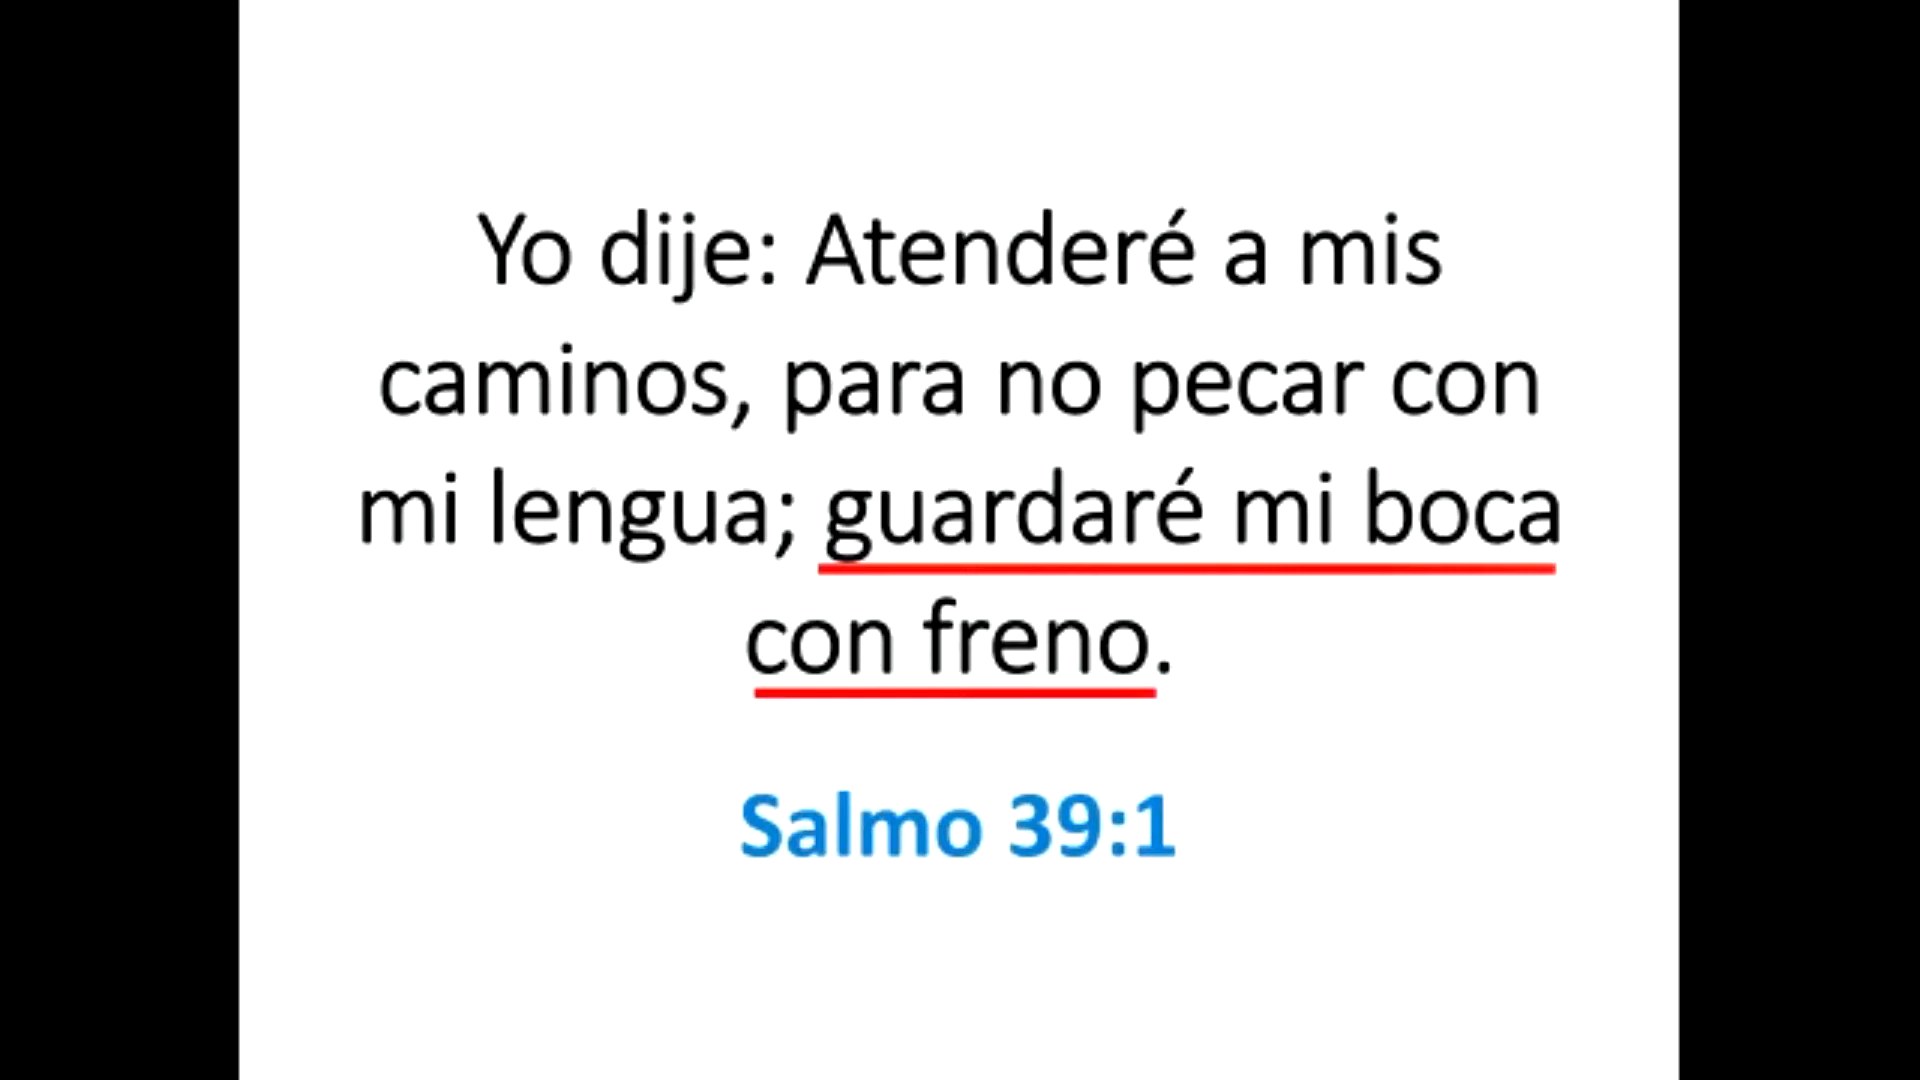 Yo dije: Atenderé a mis
caminos, para no pecar con
mi lengua; guardaré mi boca
con freno.
Salmo 39:1